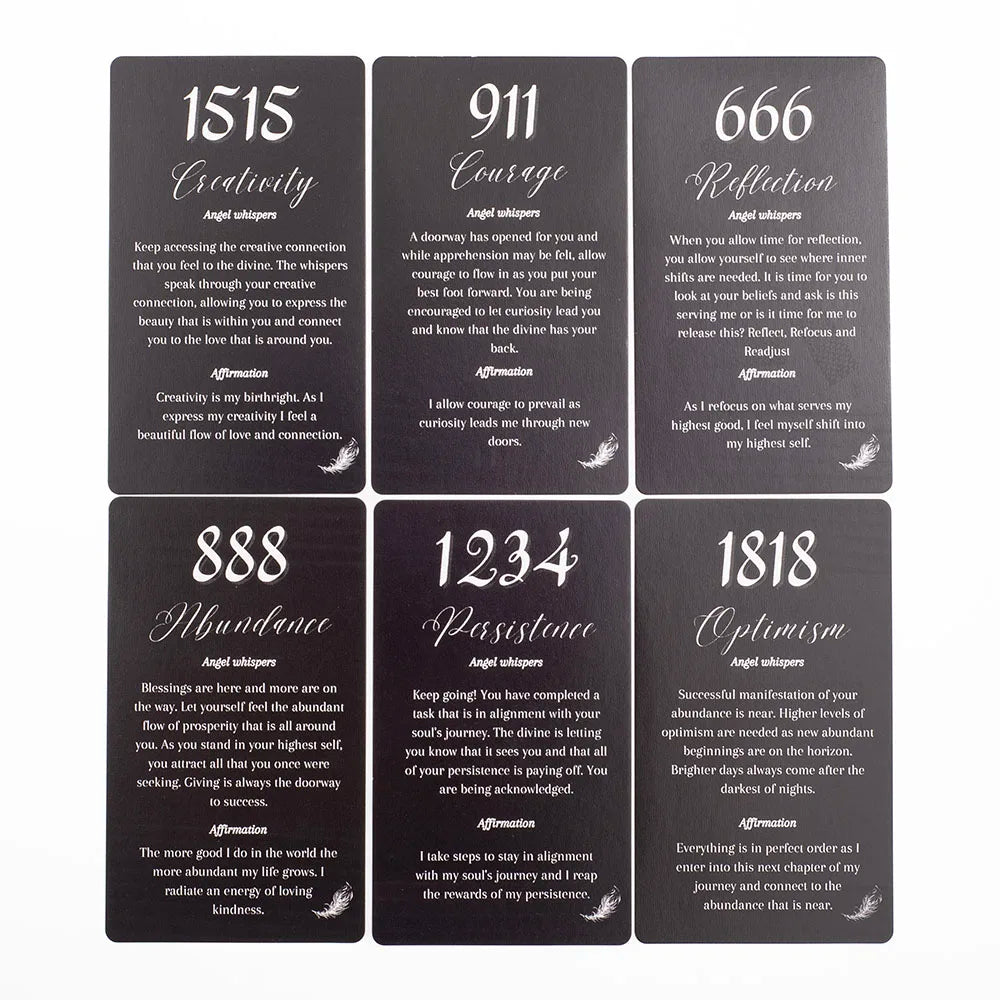 1515
Creativity
Angel whispers
Keep accessing the creative connection
that you feel to the divine. The whispers
speak through your creative
connection, allowing you to express the
beauty that is within you and connect
you to the love that is around you.
Affirmation
Creativity is my birthright. As I
express my creativity I feel a
beautiful flow of love and connection.
911
Courage
Angel whispers
A doorway has opened for you and
while apprehension may be felt, allow
courage to flow in as you put your
best foot forward. You are being
encouraged to let curiosity lead you
and know that the divine has your
back.
Affirmation
I allow courage to prevail as
curiosity leads me through new
doors.
666
Reflection
Angel whispers
When you allow time for reflection,
you allow yourself to see where inner
shifts are needed. It is time for you to
look at your beliefs and ask is this
serving me or is it time for me to
release this? Reflect, Refocus and
Readjust
Affirmation
As I refocus on what serves my
highest good, I feel myself shift into
my highest self.
888
Abundance
Angel whispers
Blessings are here and more are on
the way. Let yourself feel the abundant
flow of prosperity that is all around
you. As you stand in your highest self,
you attract all that you once were
seeking. Giving is always the doorway
to success.
Affirmation
The more good I do in the world the
more abundant my life grows. I
radiate an energy of loving
kindness.
1234
Persistence
Angel whispers
Keep going! You have completed a
task that is in alignment with your
soul's journey. The divine is letting
you know that it sees you and that all
of your persistence is paying off. You
are being acknowledged.
Affirmation
I take steps to stay in alignment
with my soul's journey and I reap
the rewards of my persistence.
1818
Optimism
Angel whispers
Successful manifestation of your
abundance is near. Higher levels of
optimism are needed as new abundant
beginnings are on the horizon.
Brighter days always come after the
darkest of nights.
Affirmation
Everything is in perfect order as I
enter into this next chapter of my
journey and connect to the
abundance that is near.